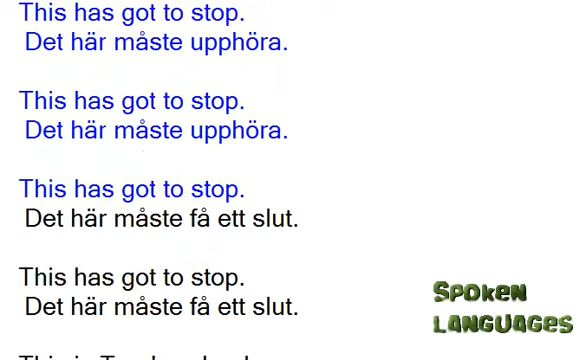 This has got to stop.
Det här måste upphöra.
This has got to stop.
Det här måste upphöra.
This has got to stop.
Det här måste få ett slut.
This has got to stop.
Det här måste få ett slut.
Spoken
Languages
This is